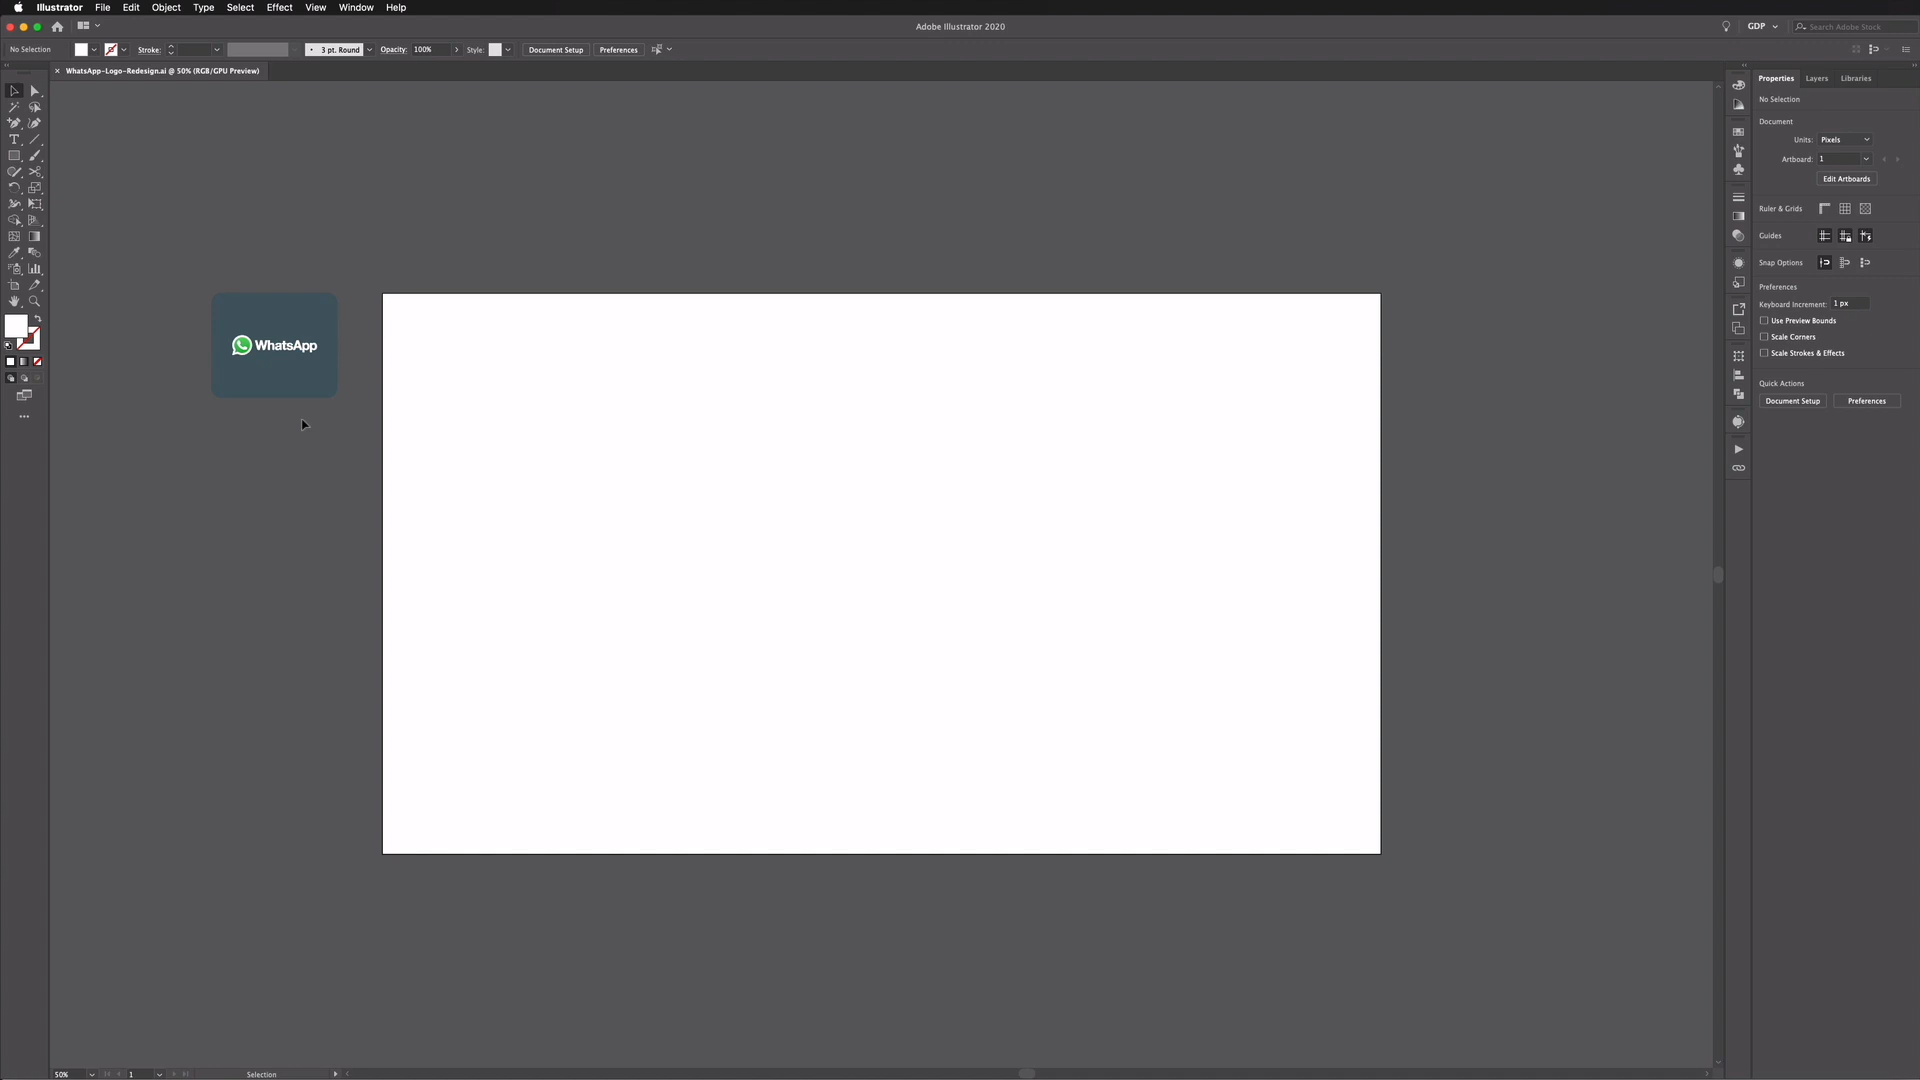 Illustrator File Edit Object Type Select Effect View Window Help
Adobe Illustrator 2020
GDP
Search Adobe Stock
No Selection
Stroke:
3 pt. Round
Opacity: 100%
Style:
Document Setup
Preferences
× WhatsApp-Logo-Redesign.ai @ 50% (RGB/GPU Preview)
WhatsApp
Properties Layers Libraries
No Selection
Document
Units: Pixels
Artboard: 1
Edit Artboards
Ruler & Grids
Guides
Snap Options
Preferences
Keyboard Increment: 1 px
Use Preview Bounds
Scale Corners
Scale Strokes & Effects
Quick Actions
Document Setup Preferences
50% 1 Selection